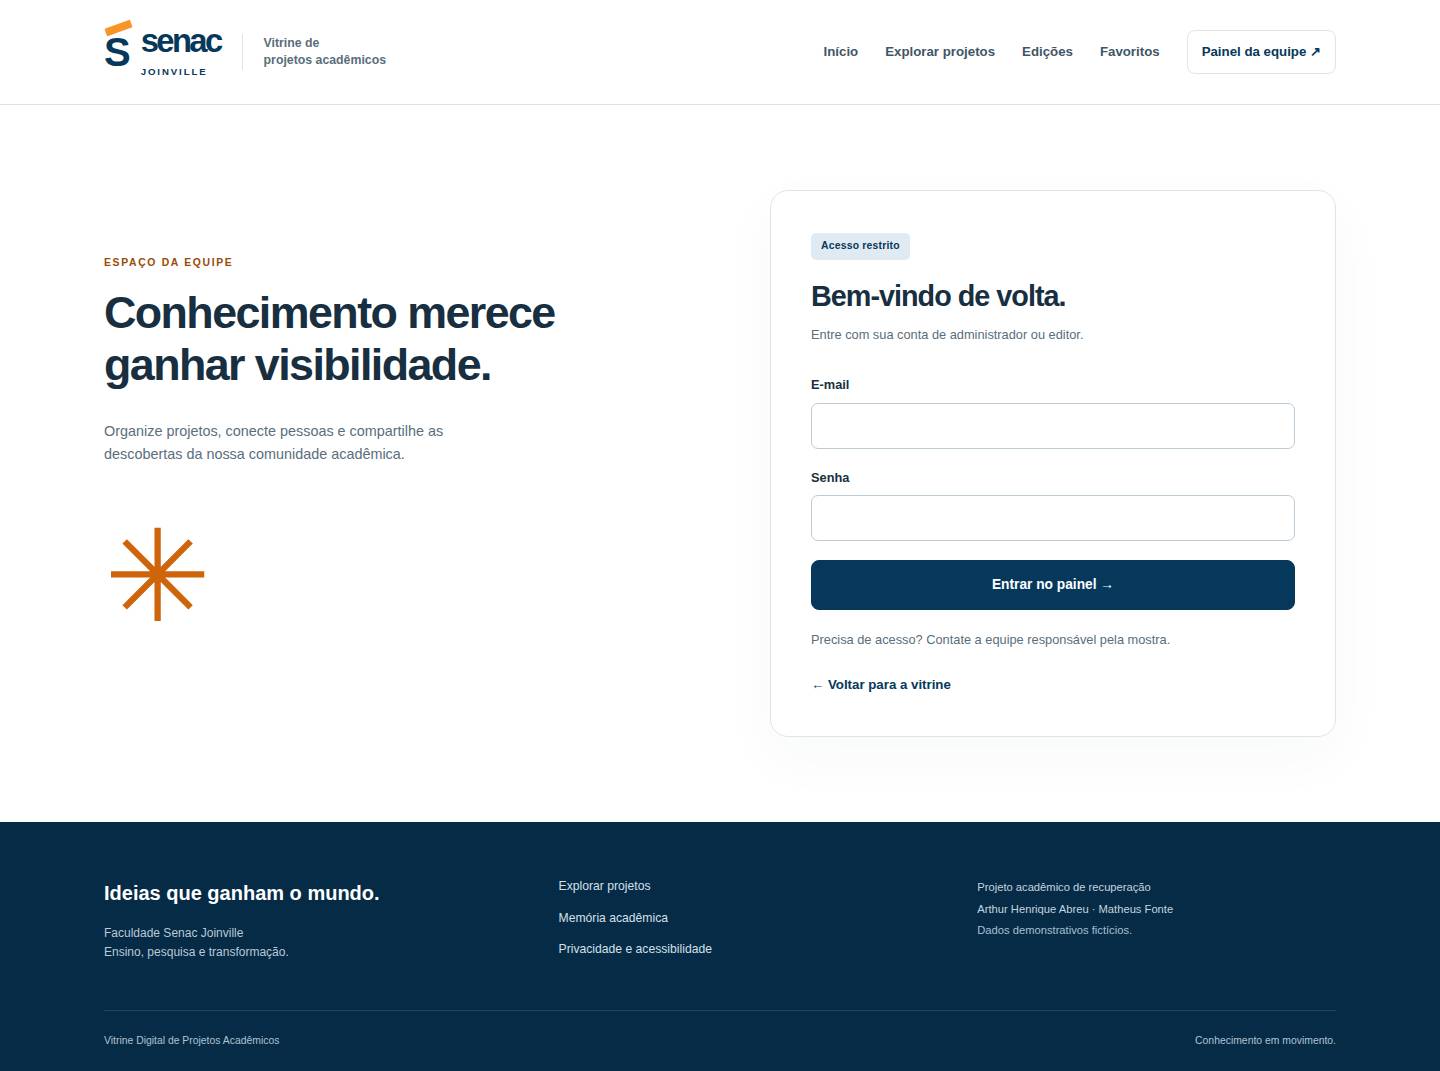 S senac
JOINVILLE
Vitrine de
projetos acadêmicos
Início
Explorar projetos
Edições
Favoritos
Painel da equipe ↗
ESPAÇO DA EQUIPE
Conhecimento merece
ganhar visibilidade.
Organize projetos, conecte pessoas e compartilhe as
descobertas da nossa comunidade acadêmica.
Acesso restrito
Bem-vindo de volta.
Entre com sua conta de administrador ou editor.
E-mail
Senha
Entrar no painel →
Precisa de acesso? Contate a equipe responsável pela mostra.
← Voltar para a vitrine
Ideias que ganham o mundo.
Faculdade Senac Joinville
Ensino, pesquisa e transformação.
Explorar projetos
Memória acadêmica
Privacidade e acessibilidade
Projeto acadêmico de recuperação
Arthur Henrique Abreu · Matheus Fonte
Dados demonstrativos fictícios.
Vitrine Digital de Projetos Acadêmicos
Conhecimento em movimento.